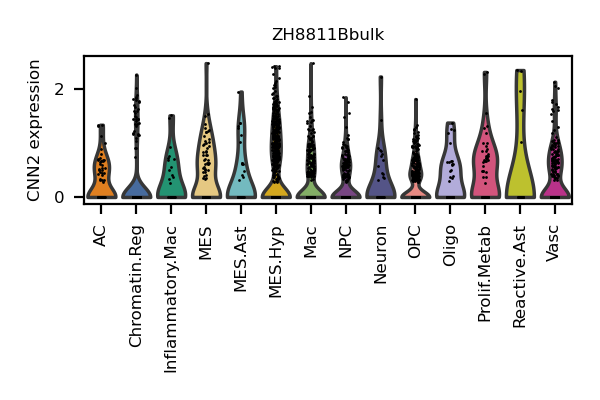 ZH8811Bbulk
CNN2 expression
2
0
AC
Chromatin.Reg
Inflammatory.Mac
MES
MES.Ast
MES.Hyp
Mac
NPC
Neuron
OPC
Oligo
Prolif.Metab
Reactive.Ast
Vasc